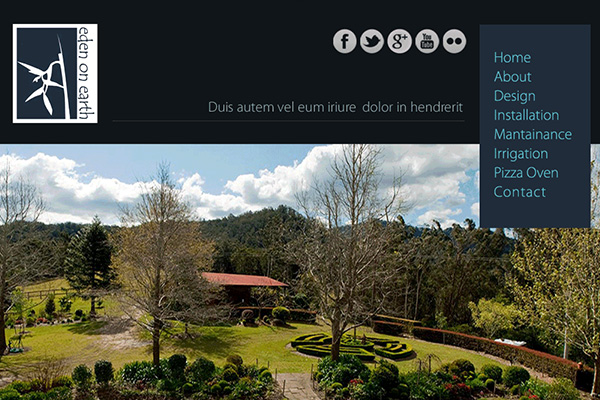 eden on earth
f
g+
You
Tube
Duis autem vel eum iriure dolor in hendrerit
Home
About
Design
Installation
Mantainance
Irrigation
Pizza Oven
Contact